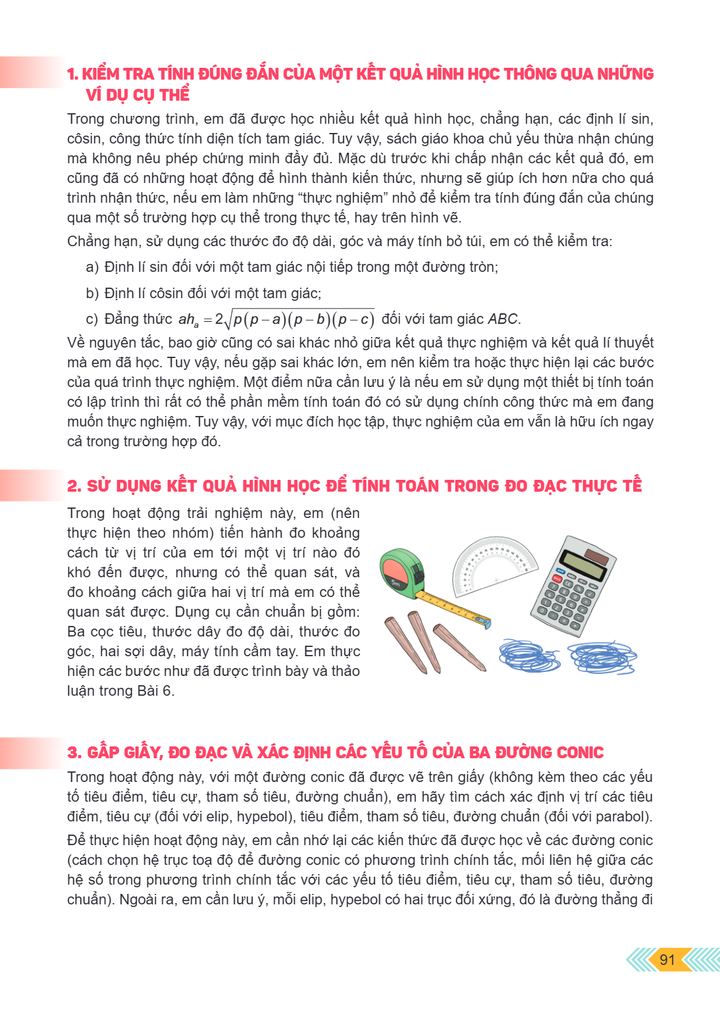 1. KIỂM TRA TÍNH ĐÚNG ĐẮN CỦA MỘT KẾT QUẢ HÌNH HỌC THÔNG QUA NHỮNG
VÍ DỤ CỤ THỂ
Trong chương trình, em đã được học nhiều kết quả hình học, chẳng hạn, các định lí sin,
côsin, công thức tính diện tích tam giác. Tuy vậy, sách giáo khoa chủ yếu thừa nhận chúng
mà không nêu phép chứng minh đầy đủ. Mặc dù trước khi chấp nhận các kết quả đó, em
cũng đã có những hoạt động để hình thành kiến thức, nhưng sẽ giúp ích hơn nữa cho quá
trình nhận thức, nếu em làm những “thực nghiệm” nhỏ để kiểm tra tính đúng đắn của chúng
qua một số trường hợp cụ thể trong thực tế, hay trên hình vẽ.
Chẳng hạn, sử dụng các thước đo độ dài, góc và máy tính bỏ túi, em có thể kiểm tra:
a) Định lí sin đối với một tam giác nội tiếp trong một đường tròn;
b) Định lí côsin đối với một tam giác;
c) Đẳng thức ahₐ = 2√(p(p – a)(p – b)(p – c)) đối với tam giác ABC.
Về nguyên tắc, bao giờ cũng có sai khác nhỏ giữa kết quả thực nghiệm và kết quả lí thuyết
mà em đã học. Tuy vậy, nếu gặp sai khác lớn, em nên kiểm tra hoặc thực hiện lại các bước
của quá trình thực nghiệm. Một điểm nữa cần lưu ý là nếu em sử dụng một thiết bị tính toán
có lập trình thì rất có thể phần mềm tính toán đó có sử dụng chính công thức mà em đang
muốn thực nghiệm. Tuy vậy, với mục đích học tập, thực nghiệm của em vẫn là hữu ích ngay
cả trong trường hợp đó.
2. SỬ DỤNG KẾT QUẢ HÌNH HỌC ĐỂ TÍNH TOÁN TRONG ĐO ĐẠC THỰC TẾ
Trong hoạt động trải nghiệm này, em (nên
thực hiện theo nhóm) tiến hành đo khoảng
cách từ vị trí của em tới một vị trí nào đó
khó đến được, nhưng có thể quan sát, và
đo khoảng cách giữa hai vị trí mà em có thể
quan sát được. Dụng cụ cần chuẩn bị gồm:
Ba cọc tiêu, thước dây đo độ dài, thước đo
góc, hai sợi dây, máy tính cầm tay. Em thực
hiện các bước như đã được trình bày và thảo
luận trong Bài 6.
3. GẤP GIẤY, ĐO ĐẠC VÀ XÁC ĐỊNH CÁC YẾU TỐ CỦA BA ĐƯỜNG CONIC
Trong hoạt động này, với một đường conic đã được vẽ trên giấy (không kèm theo các yếu
tố tiêu điểm, tiêu cự, tham số tiêu, đường chuẩn), em hãy tìm cách xác định vị trí các tiêu
điểm, tiêu cự (đối với elip, hypebol), tiêu điểm, tham số tiêu, đường chuẩn (đối với parabol).
Để thực hiện hoạt động này, em cần nhớ lại các kiến thức đã được học về các đường conic
(cách chọn hệ trục toạ độ để đường conic có phương trình chính tắc, mối liên hệ giữa các
hệ số trong phương trình chính tắc với các yếu tố tiêu điểm, tiêu cự, tham số tiêu, đường
chuẩn). Ngoài ra, em cần lưu ý, mỗi elip, hypebol có hai trục đối xứng, đó là đường thẳng đi
91